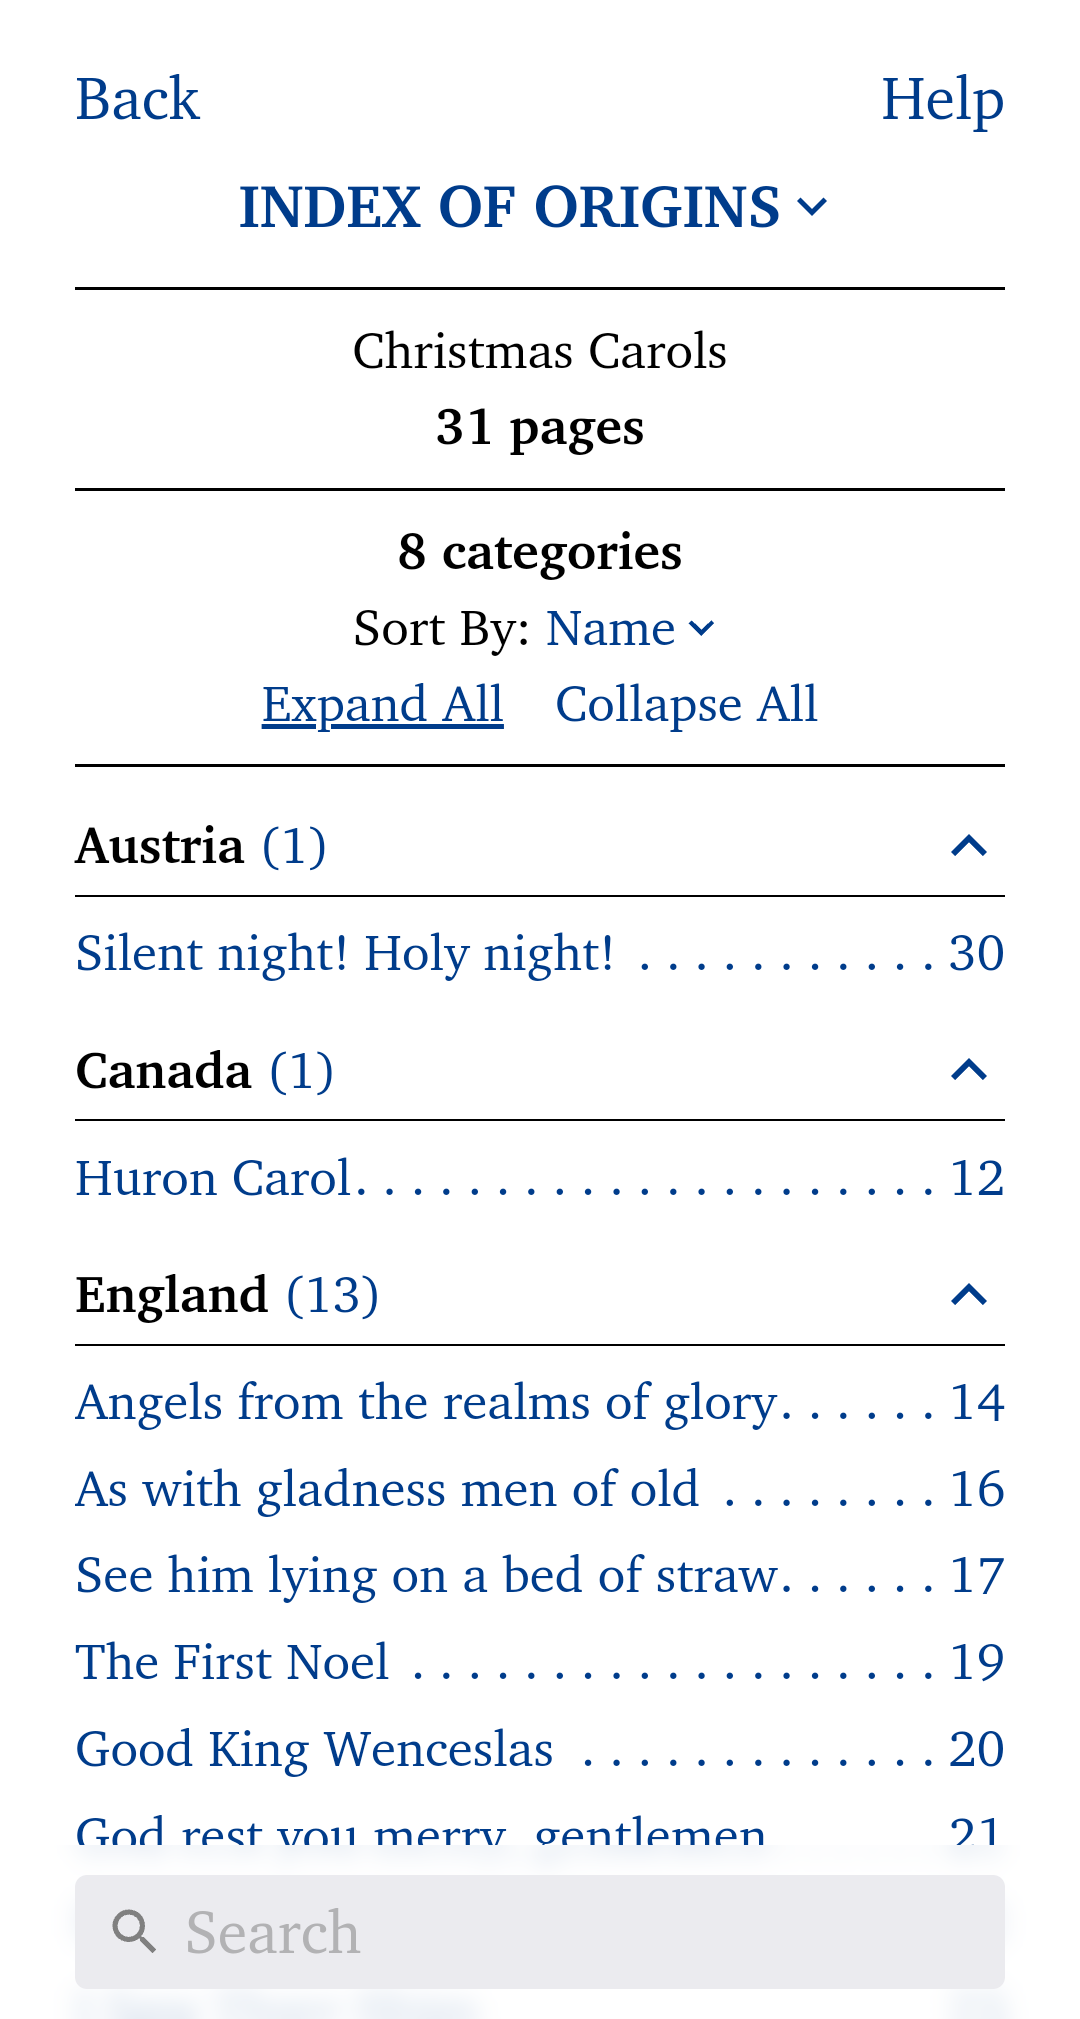 Back Help
INDEX OF ORIGINS
Christmas Carols
31 pages
8 categories
Sort By: Name
Expand All Collapse All
Austria (1)
Silent night! Holy night! . . . . . . . . . . . 30
Canada (1)
Huron Carol. . . . . . . . . . . . . . . . . . . . . 12
England (13)
Angels from the realms of glory. . . . . . 14
As with gladness men of old . . . . . . . . 16
See him lying on a bed of straw. . . . . . 17
The First Noel . . . . . . . . . . . . . . . . . . . 19
Good King Wenceslas . . . . . . . . . . . . . 20
God rest you merry, gentlemen 21
Search